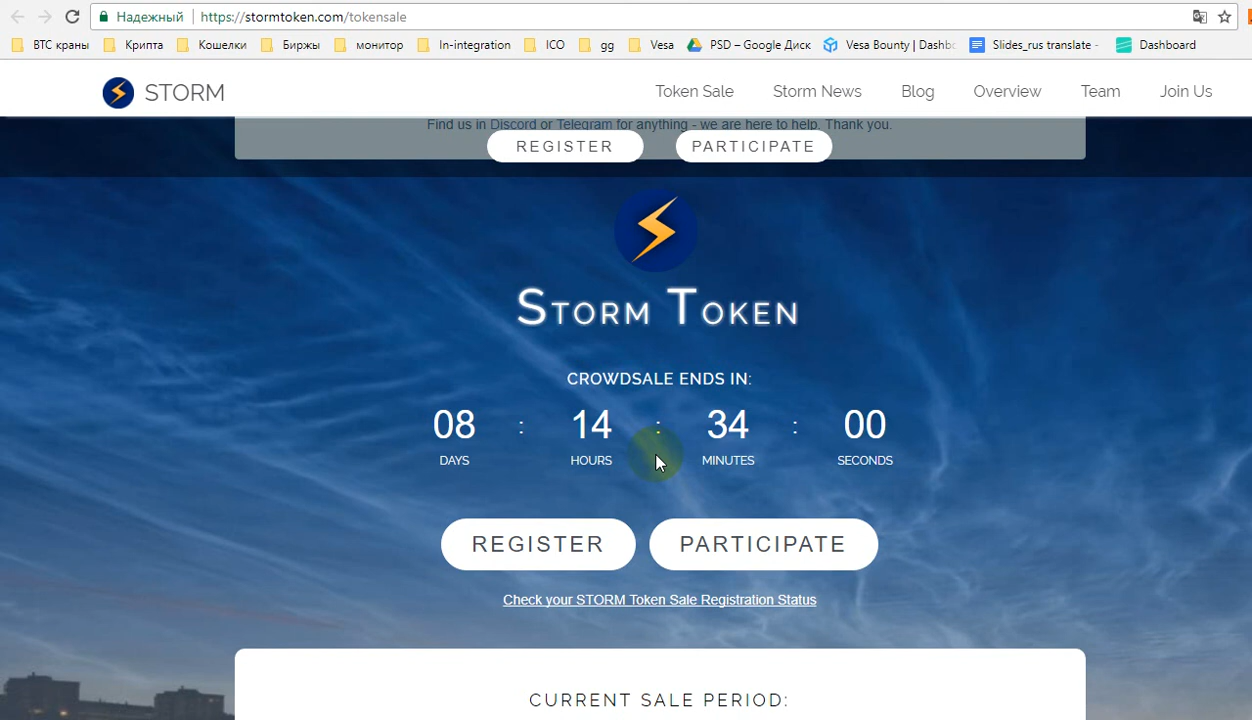 Надежный https://stormtoken.com/tokensale
BTC краны Крипта Кошелки Биржы монитор In-integration ICO gg Vesa PSD – Google Диск Vesa Bounty | Dashbo Slides_rus translate - Dashboard
STORM Token Sale Storm News Blog Overview Team Join Us
Find us in Discord or Telegram for anything - we are here to help. Thank you.
REGISTER PARTICIPATE
STORM TOKEN
CROWDSALE ENDS IN:
08 : 14 : 34 : 00
DAYS HOURS MINUTES SECONDS
REGISTER PARTICIPATE
Check your STORM Token Sale Registration Status
CURRENT SALE PERIOD: